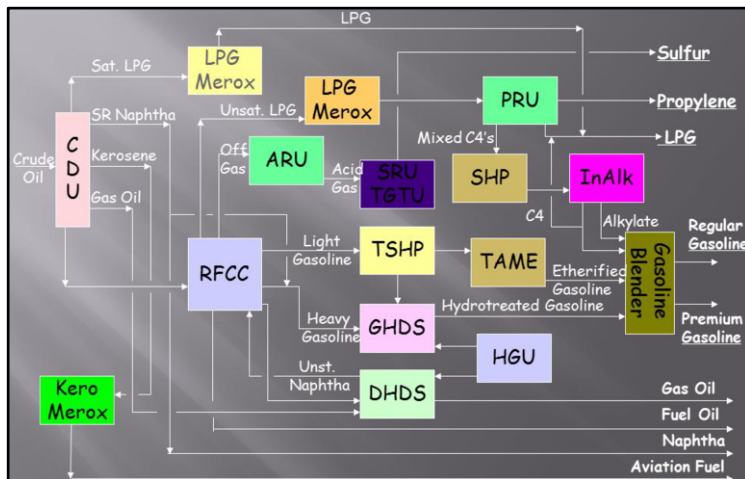 LPG
LPG
Merox
Sat. LPG
Sulfur
LPG
Merox
PRU
Propylene
SR Naphtha
Unsat. LPG
LPG
C
D
U
Kerosene
Off
Gas
ARU
Mixed C4's
Crude
Oil
Acid
Gas
SRU
TGTU
SHP
InAlk
Gas Oil
C4
Alkylate
Regular
Gasoline
RFCC
Light
Gasoline
TSHP
TAME
Etherified
Gasoline
Gasoline
Blender
Heavy
Gasoline
GHDS
Hydrotreated Gasoline
Premium
Gasoline
Unst.
Naphtha
HGU
DHDS
Kero
Merox
Gas Oil
Fuel Oil
Naphtha
Aviation Fuel